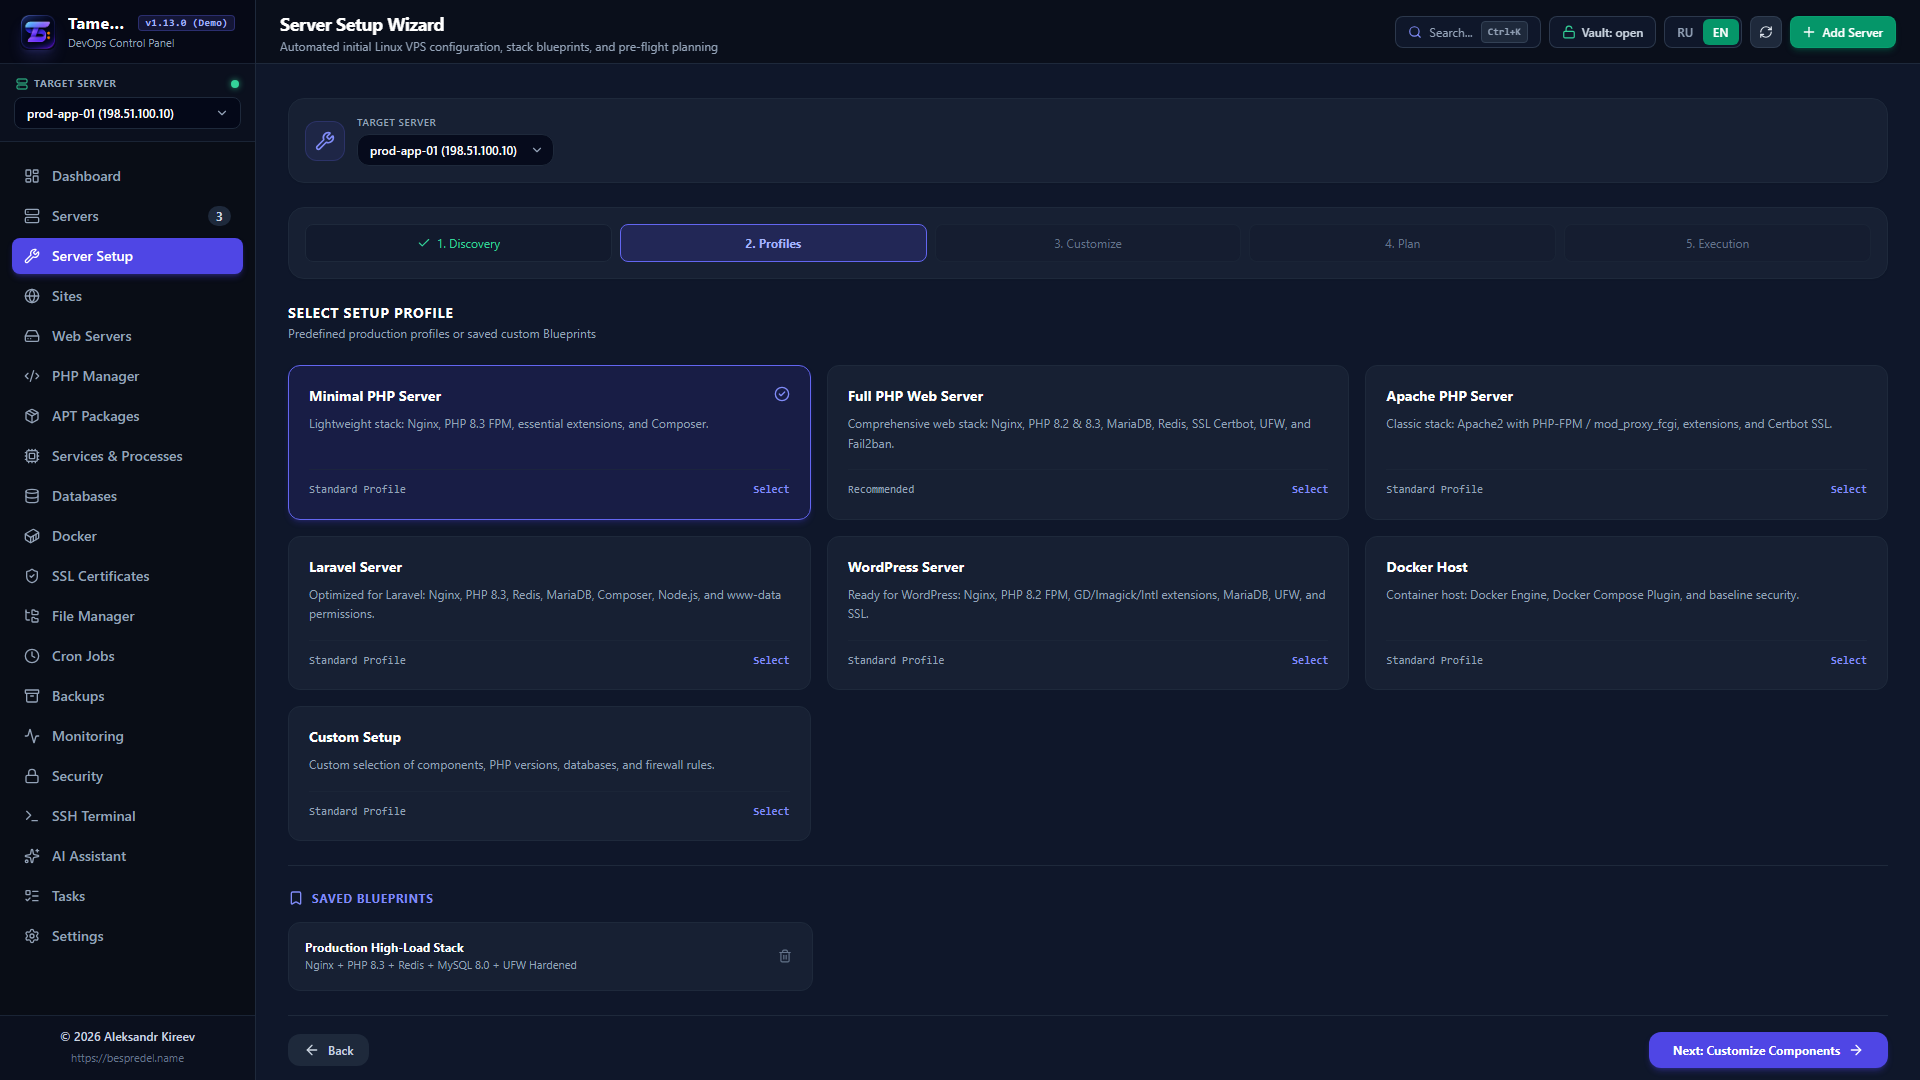 Tame...
v1.13.0 (Demo)
DevOps Control Panel
TARGET SERVER
prod-app-01 (198.51.100.10)
Dashboard
Servers
3
Server Setup
Sites
Web Servers
PHP Manager
APT Packages
Services & Processes
Databases
Docker
SSL Certificates
File Manager
Cron Jobs
Backups
Monitoring
Security
SSH Terminal
AI Assistant
Tasks
Settings
© 2026 Aleksandr Kireev
https://bespredel.name
Server Setup Wizard
Automated initial Linux VPS configuration, stack blueprints, and pre-flight planning
Search...
Ctrl+K
Vault: open
RU
EN
Add Server
TARGET SERVER
prod-app-01 (198.51.100.10)
1. Discovery
2. Profiles
3. Customize
4. Plan
5. Execution
SELECT SETUP PROFILE
Predefined production profiles or saved custom Blueprints
Minimal PHP Server
Lightweight stack: Nginx, PHP 8.3 FPM, essential extensions, and Composer.
Standard Profile
Select
Full PHP Web Server
Comprehensive web stack: Nginx, PHP 8.2 & 8.3, MariaDB, Redis, SSL Certbot, UFW, and
Fail2ban.
Recommended
Select
Apache PHP Server
Classic stack: Apache2 with PHP-FPM / mod_proxy_fcgi, extensions, and Certbot SSL.
Standard Profile
Select
Laravel Server
Optimized for Laravel: Nginx, PHP 8.3, Redis, MariaDB, Composer, Node.js, and www-data
permissions.
Standard Profile
Select
WordPress Server
Ready for WordPress: Nginx, PHP 8.2 FPM, GD/Imagick/Intl extensions, MariaDB, UFW, and
SSL.
Standard Profile
Select
Docker Host
Container host: Docker Engine, Docker Compose Plugin, and baseline security.
Standard Profile
Select
Custom Setup
Custom selection of components, PHP versions, databases, and firewall rules.
Standard Profile
Select
SAVED BLUEPRINTS
Production High-Load Stack
Nginx + PHP 8.3 + Redis + MySQL 8.0 + UFW Hardened
Back
Next: Customize Components